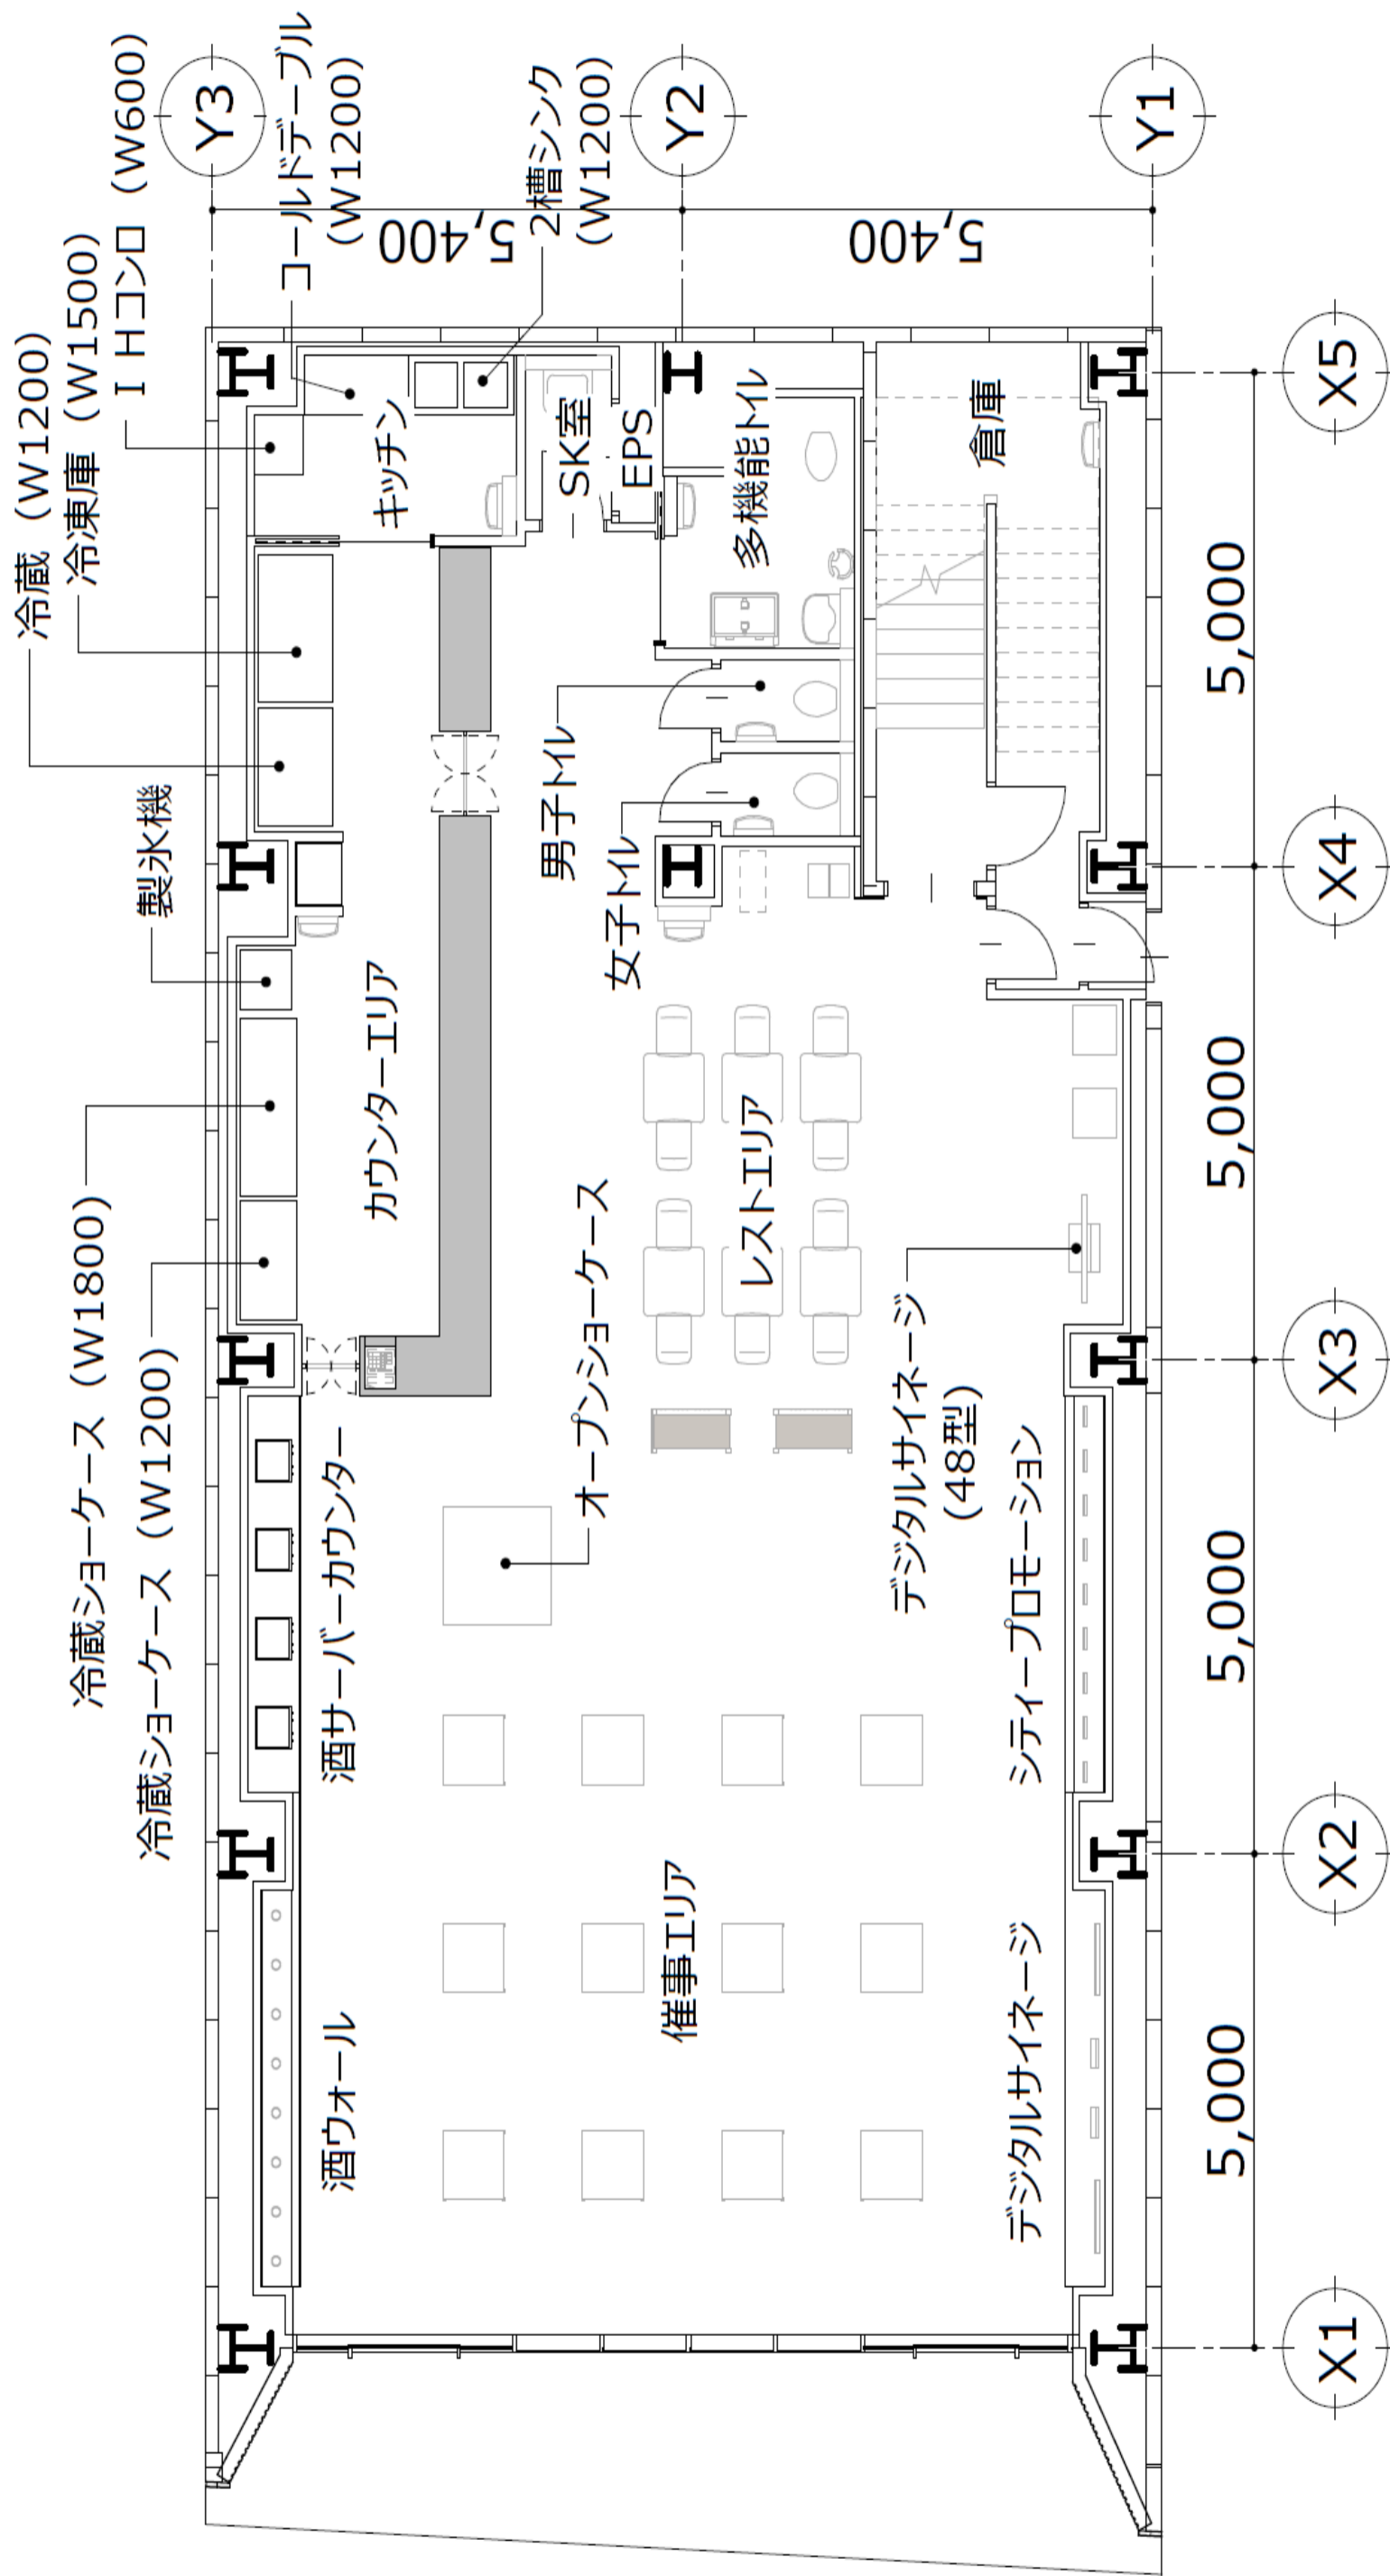 冷蔵（W1200）
冷凍庫（W1500）
ＩＨコンロ（W600）
コールドテーブル
（W1200）
2槽シンク
（W1200）
製氷機
冷蔵ショーケース（W1800）
冷蔵ショーケース（W1200）
キッチン
SK室
EPS
多機能トイレ
倉庫
男子トイレ
女子トイレ
カウンターエリア
レストエリア
オープンショーケース
酒サーバーカウンター
デジタルサイネージ
(48型)
シティープロモーション
酒ウォール
催事エリア
デジタルサイネージ
Y3
5,400
Y2
5,400
Y1
X1
5,000
X2
5,000
X3
5,000
X4
5,000
X5